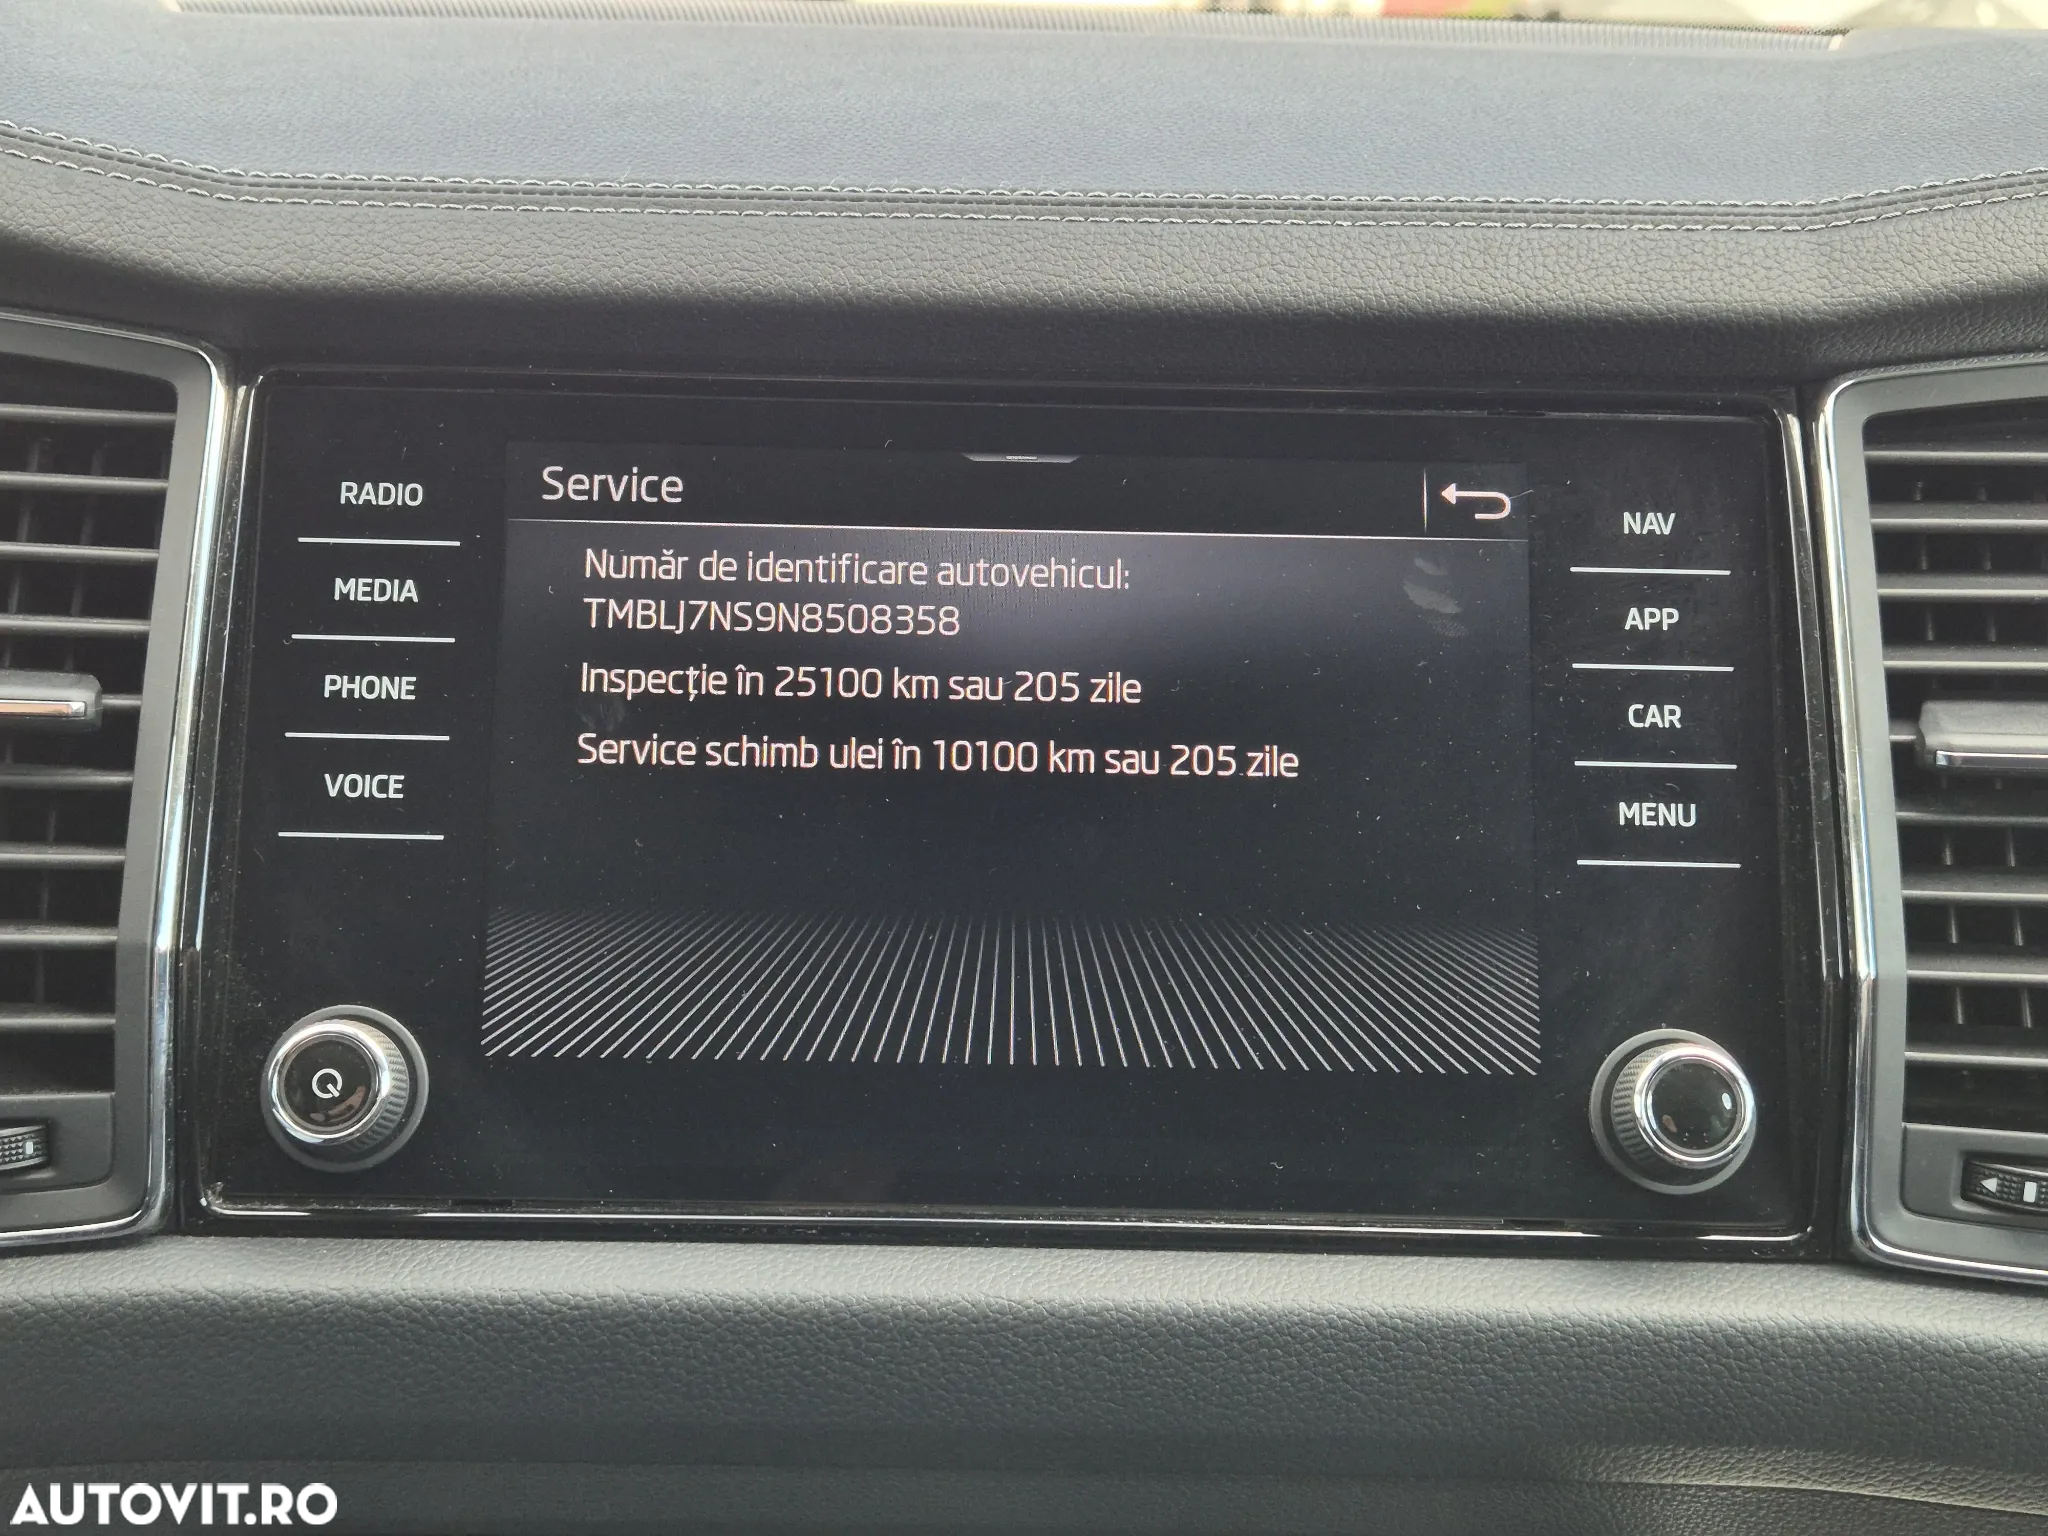 Service
RADIO
MEDIA
PHONE
VOICE
Număr de identificare autovehicul:
TMBLJ7NS9N8508358
Inspecție în 25100 km sau 205 zile
Service schimb ulei în 10100 km sau 205 zile
NAV
APP
CAR
MENU
AUTOVIT.RO